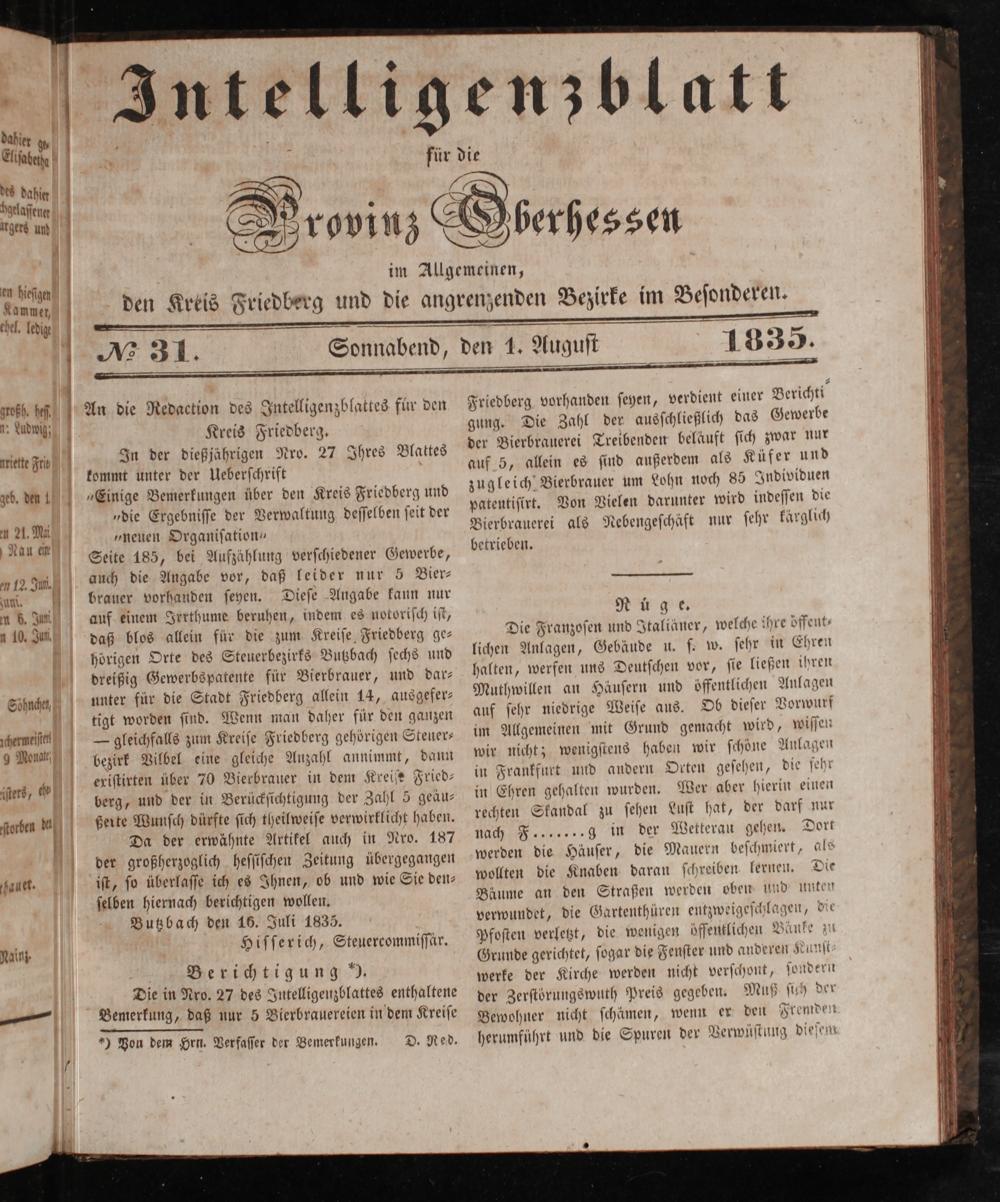 Intelligenzblatt
für die
Provinz Oberhessen
im Allgemeinen,
den Kreis Friedberg und die angrenzenden Bezirke im Besonderen.
№ 31. Sonnabend, den 1. August 1835.
An die Redaction des Intelligenzblattes für den
Kreis Friedberg.
In der dießjährigen Nro. 27 Ihres Blattes
kommt unter der Ueberschrift
„Einige Bemerkungen über den Kreis Friedberg und
„die Ergebnisse der Verwaltung desselben seit der
„neuen Organisation„
Seite 185, bei Aufzählung verschiedener Gewerbe,
auch die Angabe vor, daß leider nur 5 Bier-
brauer vorhanden seyen. Diese Angabe kann nur
auf einem Irrthume beruhen, indem es notorisch ist,
daß blos allein für die zum Kreise Friedberg ge-
hörigen Orte des Steuerbezirks Butzbach sechs und
dreißig Gewerbspatente für Bierbrauer, und dar-
unter für die Stadt Friedberg allein 14, ausgefer-
tigt worden sind. Wenn man daher für den ganzen
— gleichfalls zum Kreise Friedberg gehörigen Steuer-
bezirk Vilbel eine gleiche Anzahl annimmt, dann
existirten über 70 Bierbrauer in dem Kreise Fried-
berg, und der in Berücksichtigung der Zahl 5 geäu-
ßerte Wunsch dürfte sich theilweise verwirklicht haben.
Da der erwähnte Artikel auch in Nro. 187
der großherzoglich hessischen Zeitung übergegangen
ist, so überlasse ich es Ihnen, ob und wie Sie den-
selben hiernach berichtigen wollen.
Butzbach den 16. Juli 1835.
Hisserich, Steuercommissär.
Berichtigung *).
Die in Nro. 27 des Intelligenzblattes enthaltene
Bemerkung, daß nur 5 Bierbrauereien in dem Kreise
*) Von dem Hrn. Verfasser der Bemerkungen. D. Red.
Friedberg vorhanden seyen, verdient einer Berichti-
gung. Die Zahl der ausschließlich das Gewerbe
der Bierbrauerei Treibenden beläuft sich zwar nur
auf 5, allein es sind außerdem als Küfer und
zugleich Bierbrauer um Lohn noch 85 Individuen
patentisirt. Von Vielen darunter wird indessen die
Bierbrauerei als Nebengeschäft nur sehr kärglich
betrieben.
Rüge.
Die Franzosen und Italiäner, welche ihre öffent-
lichen Anlagen, Gebäude u. s. w. sehr in Ehren
halten, werfen uns Deutschen vor, sie ließen ihren
Muthwillen an Häusern und öffentlichen Anlagen
auf sehr niedrige Weise aus. Ob dieser Vorwurf
im Allgemeinen mit Grund gemacht wird, wissen
wir nicht; wenigstens haben wir schöne Anlagen
in Frankfurt und andern Orten gesehen, die sehr
in Ehren gehalten wurden. Wer aber hierin einen
rechten Skandal zu sehen Lust hat, der darf nur
nach F.......g in der Wetterau gehen. Dort
werden die Häuser, die Mauern beschmiert, als
wollten die Knaben daran schreiben lernen. Die
Bäume an den Straßen werden oben und unten
verwundet, die Gartenthüren entzweigeschlagen, die
Pfosten verletzt, die wenigen öffentlichen Bänke zu
Grunde gerichtet, sogar die Fenster und anderen Kunst-
werke der Kirche werden nicht verschont, sondern
der Zerstörungswuth Preis gegeben. Muß sich der
Bewohner nicht schämen, wenn er den Fremden
herumführt und die Spuren der Verwüstung diesem